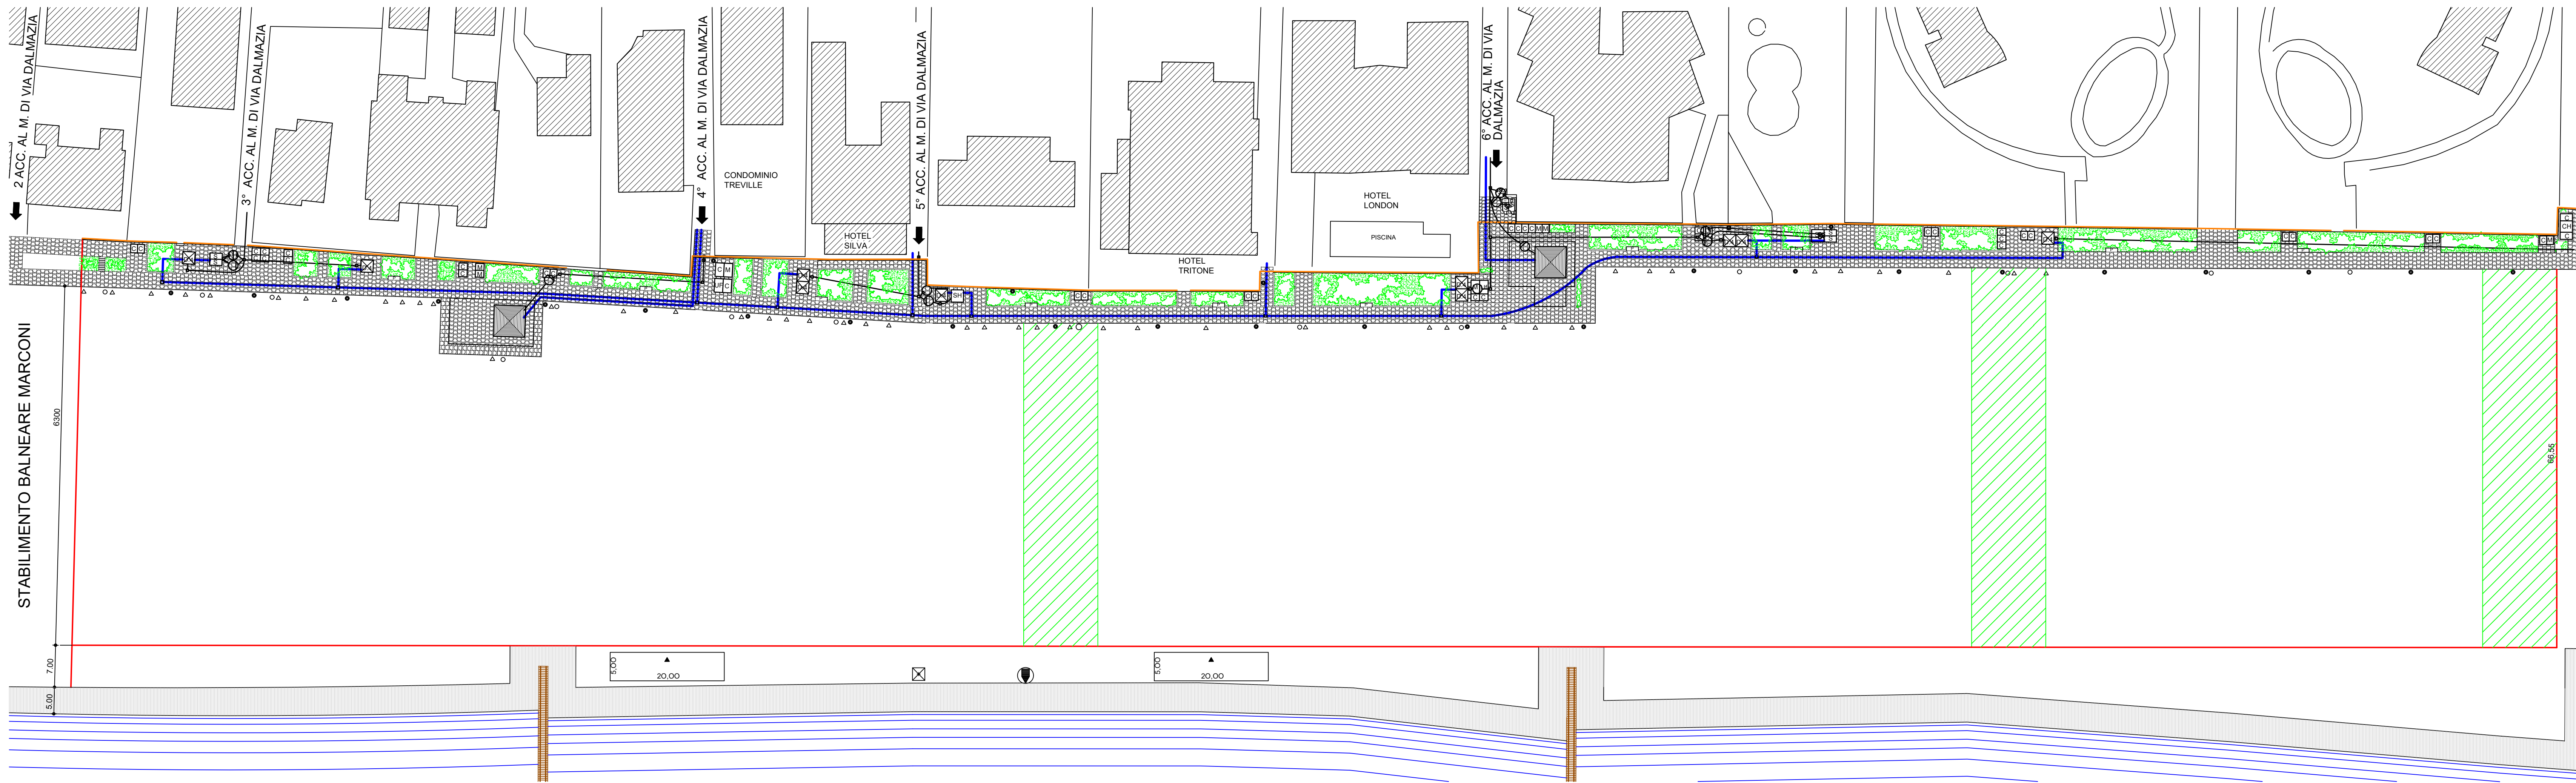 2 ACC. AL M. DI VIA DALMAZIA
3° ACC. AL M. DI VIA DALMAZIA
4° ACC. AL M. DI VIA DALMAZIA
CONDOMINIO
TREVILLE
HOTEL
SILVA
5° ACC. AL M. DI VIA DALMAZIA
HOTEL
TRITONE
HOTEL
LONDON
PISCINA
6° ACC. AL M. DI VIA
DALMAZIA
C M
UF C
SH
C C C C M M
C
CH
C
C M
STABILIMENTO BALNEARE MARCONI
6300
7.00
5.00
66.55
5,00
20,00
5,00
20,00